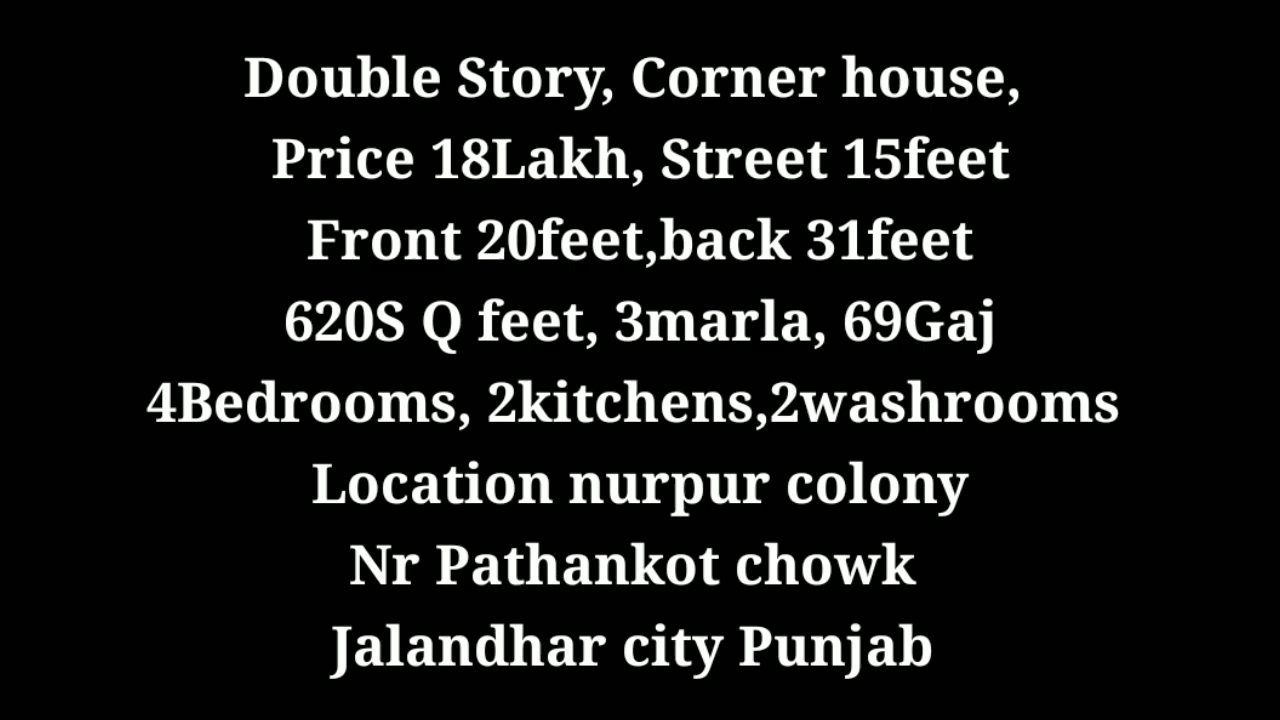 Double Story, Corner house,
Price 18Lakh, Street 15feet
Front 20feet,back 31feet
620S Q feet, 3marla, 69Gaj
4Bedrooms, 2kitchens,2washrooms
Location nurpur colony
Nr Pathankot chowk
Jalandhar city Punjab